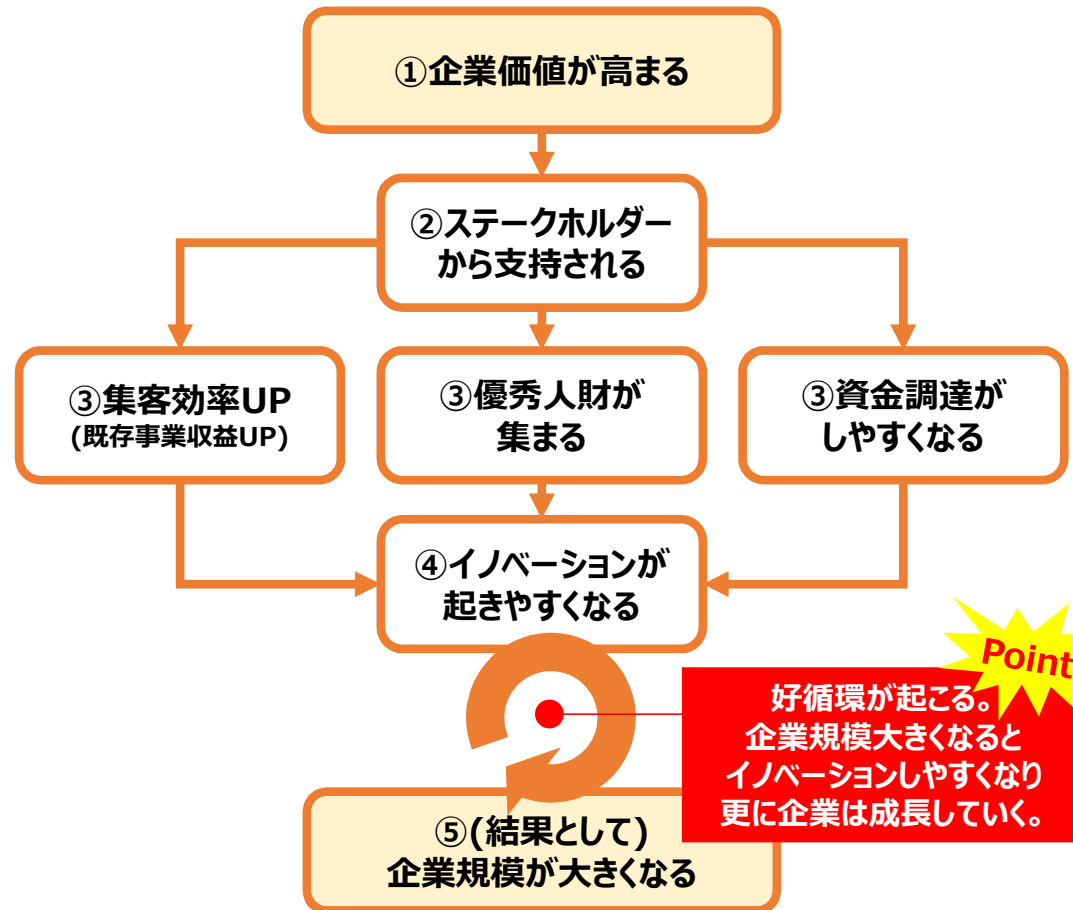 ①企業価値が高まる
②ステークホルダー
から支持される
③集客効率UP
(既存事業収益UP)
③優秀人財が
集まる
③資金調達が
しやすくなる
④イノベーションが
起きやすくなる
Point
好循環が起こる。
企業規模大きくなると
イノベーションしやすくなり
更に企業は成長していく。
⑤(結果として)
企業規模が大きくなる